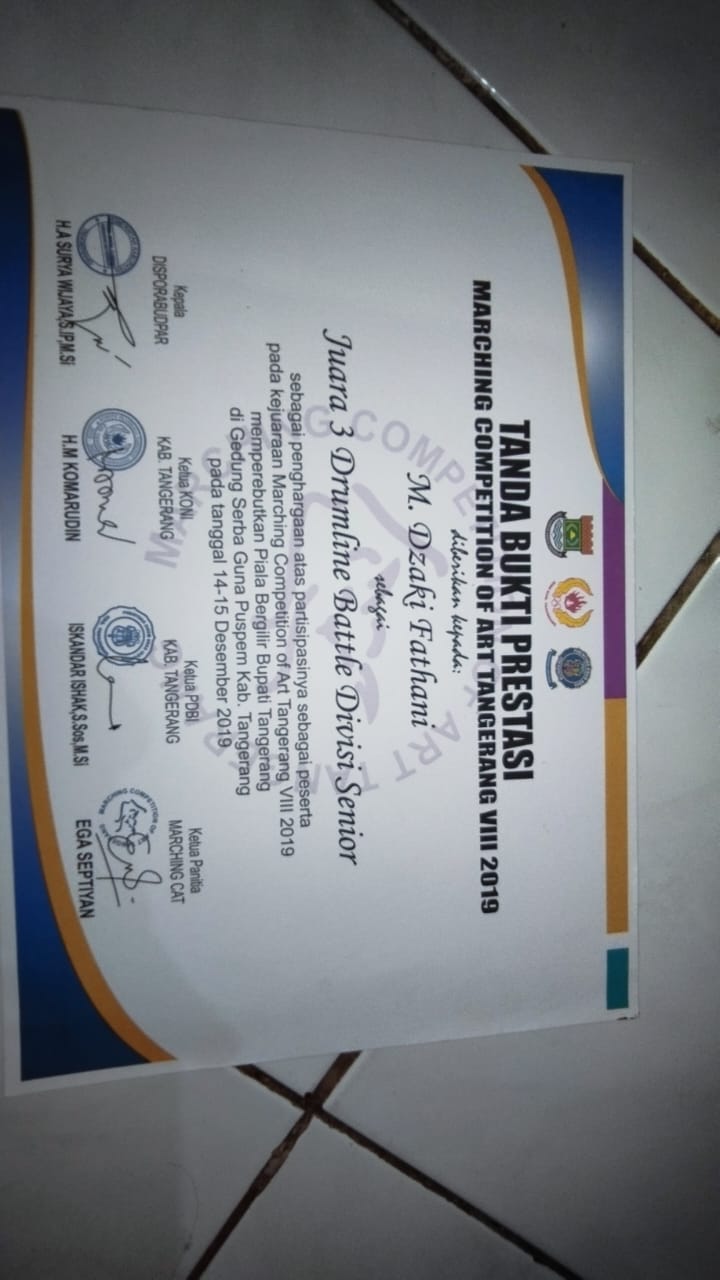 TANDA BUKTI PRESTASI
MARCHING COMPETITION OF ART TANGERANG VIII 2019
diberikan kepada:
M. Dzaki Fathani
sebagai
Juara 3 Drumline Battle Divisi Senior
sebagai penghargaan atas partisipasinya sebagai peserta
pada kejuaraan Marching Competition of Art Tangerang VIII 2019
memperebutkan Piala Bergilir Bupati Tangerang
di Gedung Serba Guna Puspem Kab. Tangerang
pada tanggal 14-15 Desember 2019
Kepala
DISPORABUDPAR
H.A SURYA WIJAYA,S.IP,M.Si
Ketua KONI
KAB. TANGERANG
H.M KOMARUDIN
Ketua PDBI
KAB. TANGERANG
ISKANDAR ISHAK,S.Sos,M.Si
Ketua Panitia
MARCHING CAT
EGA SEPTIYAN